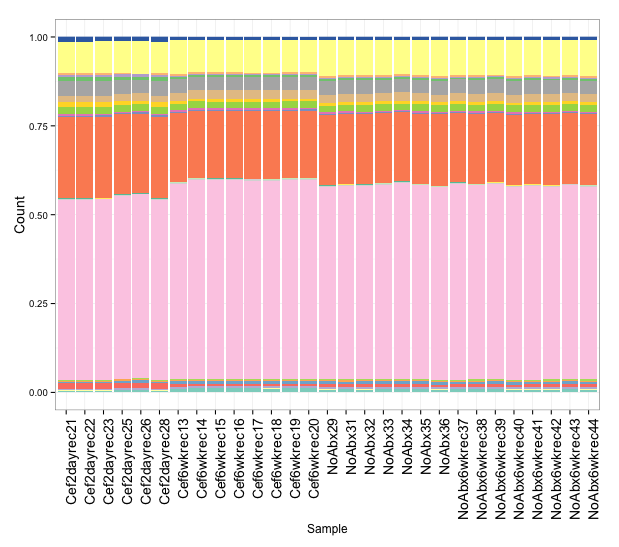 1.00
0.75
0.50
0.25
0.00
Count
Cef2dayrec21
Cef2dayrec22
Cef2dayrec23
Cef2dayrec25
Cef2dayrec26
Cef2dayrec28
Cef6wkrec13
Cef6wkrec14
Cef6wkrec15
Cef6wkrec16
Cef6wkrec17
Cef6wkrec18
Cef6wkrec19
Cef6wkrec20
NoAbx29
NoAbx31
NoAbx32
NoAbx33
NoAbx34
NoAbx35
NoAbx36
NoAbx6wkrec37
NoAbx6wkrec38
NoAbx6wkrec39
NoAbx6wkrec40
NoAbx6wkrec41
NoAbx6wkrec42
NoAbx6wkrec43
NoAbx6wkrec44
Sample